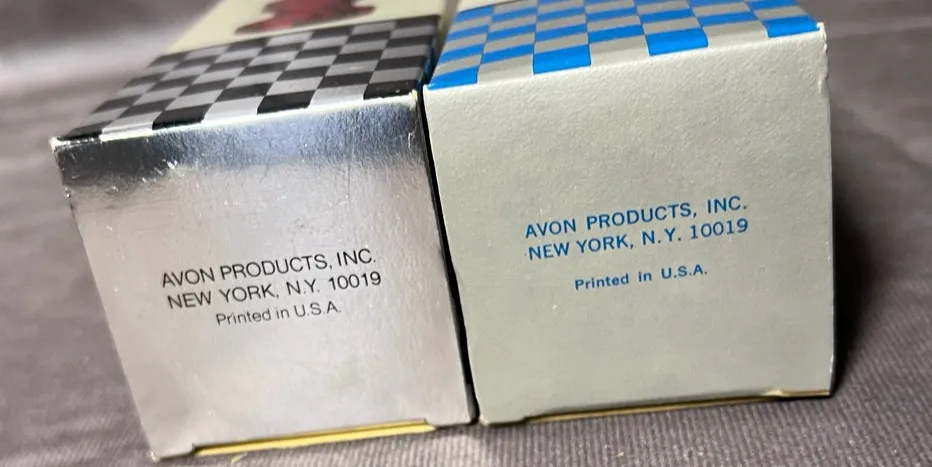 AVON PRODUCTS, INC.
NEW YORK, N.Y. 10019
Printed in U.S.A.
AVON PRODUCTS, INC.
NEW YORK, N.Y. 10019
Printed in U.S.A.